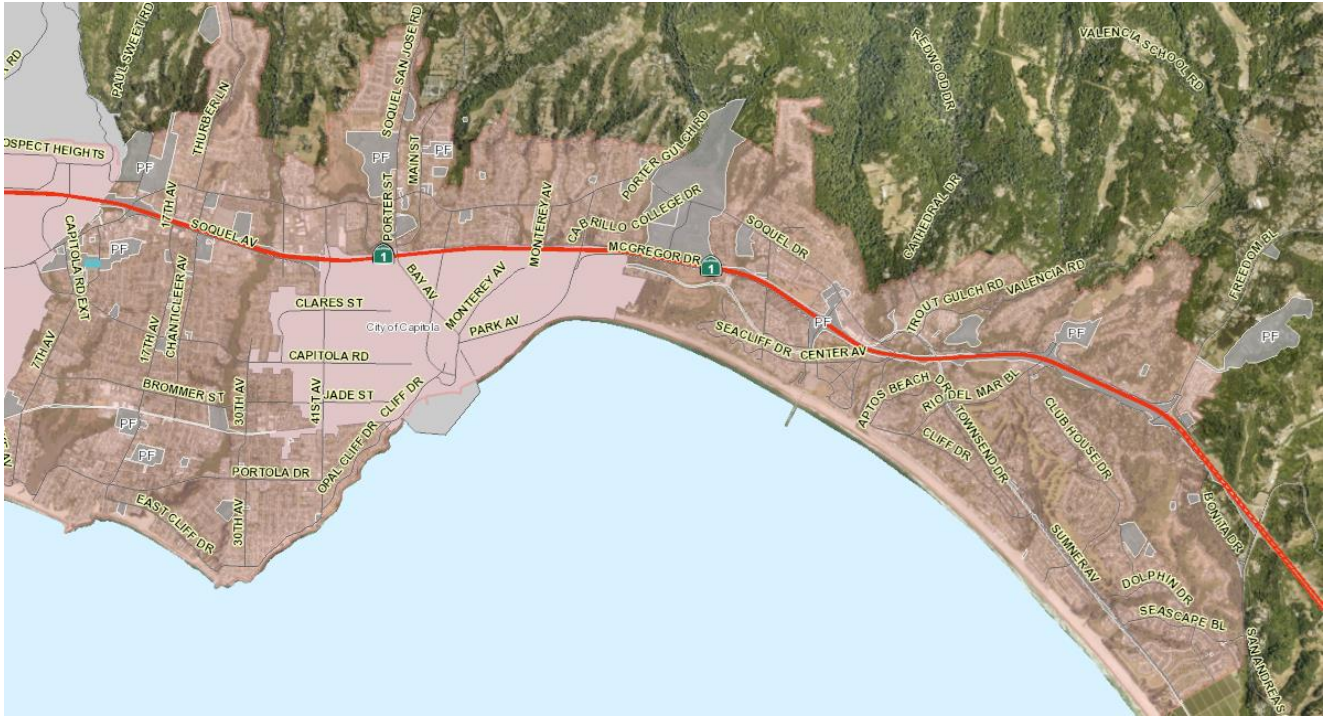 PAUL SWEET RD
THURBER LN
SOQUEL SAN JOSE RD
REDWOOD DR
VALENCIA SCHOOL RD
OSPECT HEIGHTS
PF
17TH AV
PF
PORTER ST
MAIN ST
PF
PORTER GULCH RD
CABRILLO COLLEGE DR
MONTEREY AV
SOQUEL DR
CATHEDRAL DR
FREEDOM BL
CAPITOLA RD EXT
PF
SOQUEL AV
1
BAY AV
MCGREGOR DR
1
TROUT GULCH RD
VALENCIA RD
CHANTICLEER AV
17TH AV
7TH AV
CLARES ST
City of Capitola
MONTEREY AV
PARK AV
SEACLIFF DR
CENTER AV
PF
PF
PF
CAPITOLA RD
BROMMER ST
30TH AV
41ST AV
JADE ST
CLIFF DR
OPAL CLIFF DR
APTOS BEACH DR
RIO DEL MAR BL
TOWNSEND DR
CLIFF DR
CLUB HOUSE DR
PF
PF
PORTOLA DR
EAST CLIFF DR
30TH AV
BONITA DR
SUMNER AV
DOLPHIN DR
SEASCAPE BL
SAN ANDREAS